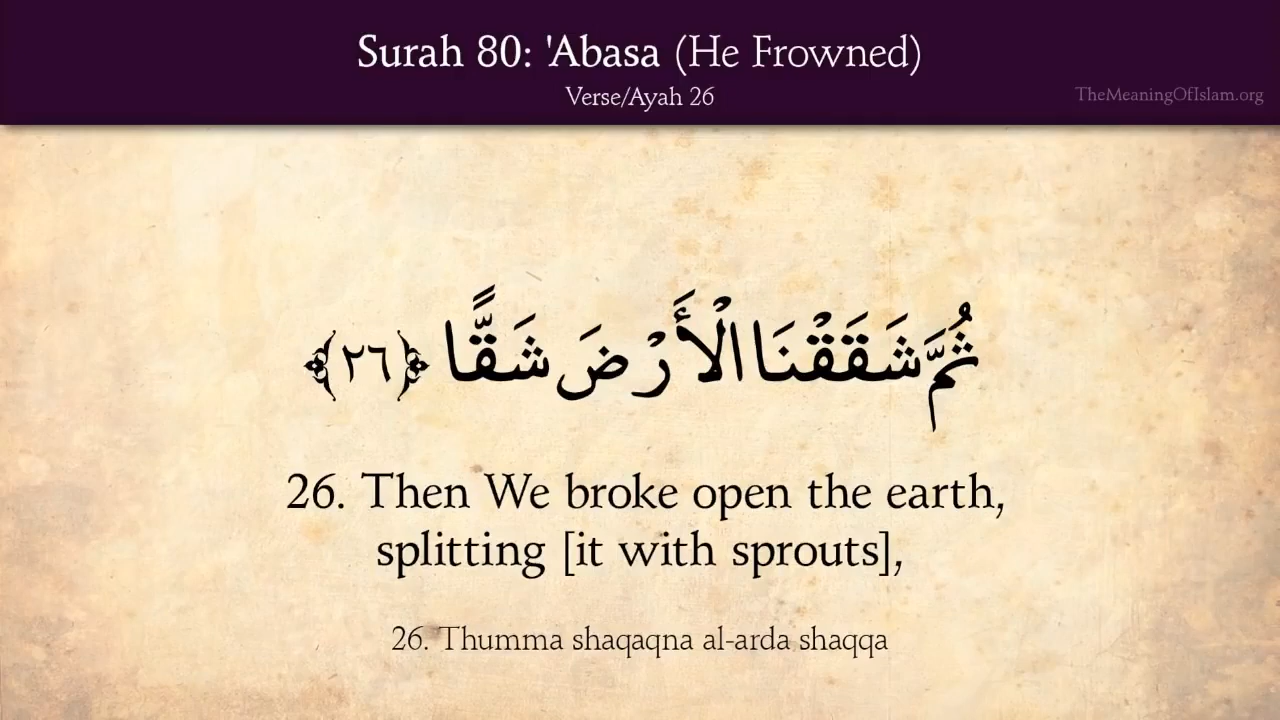 Surah 80: 'Abasa (He Frowned)
Verse/Ayah 26
TheMeaningOfIslam.org
ثُمَّ شَقَقْنَا الْأَرْضَ شَقًّا ﴿٢٦﴾
26. Then We broke open the earth,
splitting [it with sprouts],
26. Thumma shaqaqna al-arda shaqqa